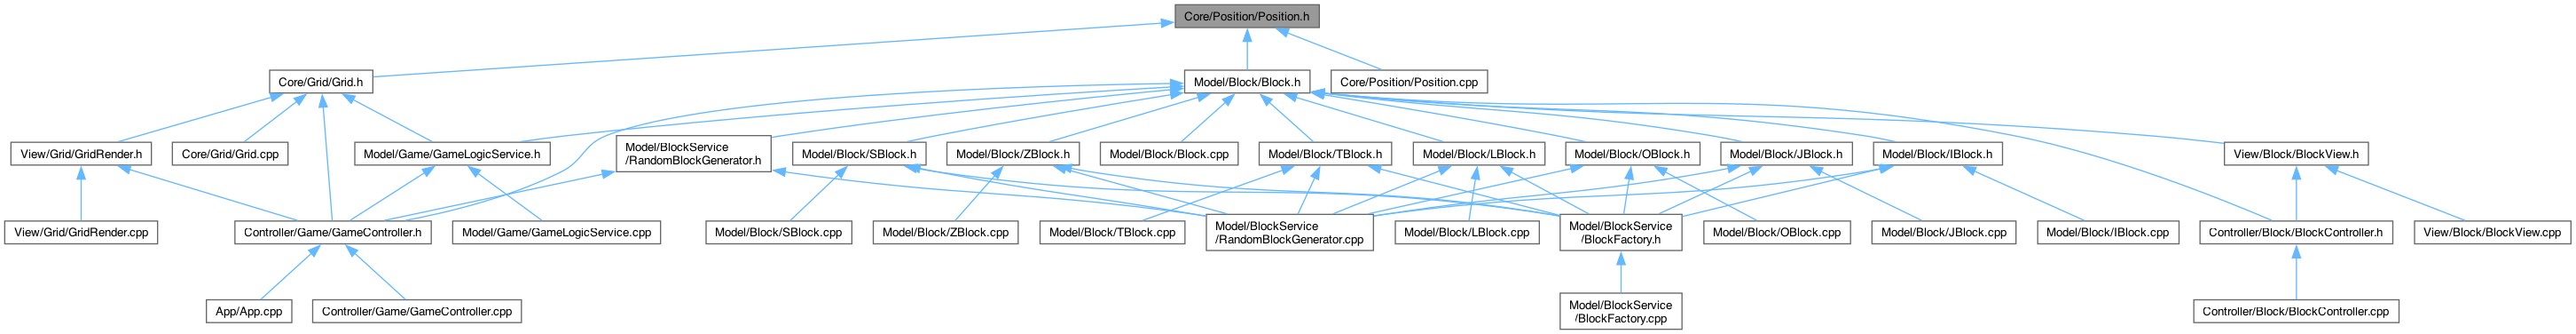 Core/Position/Position.h
Core/Grid/Grid.h
Model/Block/Block.h
Core/Position/Position.cpp
View/Grid/GridRender.h
Core/Grid/Grid.cpp
Model/Game/GameLogicService.h
Model/BlockService
/RandomBlockGenerator.h
Model/Block/SBlock.h
Model/Block/ZBlock.h
Model/Block/Block.cpp
Model/Block/TBlock.h
Model/Block/LBlock.h
Model/Block/OBlock.h
Model/Block/JBlock.h
Model/Block/IBlock.h
View/Block/BlockView.h
View/Grid/GridRender.cpp
Controller/Game/GameController.h
Model/Game/GameLogicService.cpp
Model/Block/SBlock.cpp
Model/Block/ZBlock.cpp
Model/Block/TBlock.cpp
Model/BlockService
/RandomBlockGenerator.cpp
Model/Block/LBlock.cpp
Model/BlockService
/BlockFactory.h
Model/Block/OBlock.cpp
Model/Block/JBlock.cpp
Model/Block/IBlock.cpp
Controller/Block/BlockController.h
View/Block/BlockView.cpp
App/App.cpp
Controller/Game/GameController.cpp
Model/BlockService
/BlockFactory.cpp
Controller/Block/BlockController.cpp